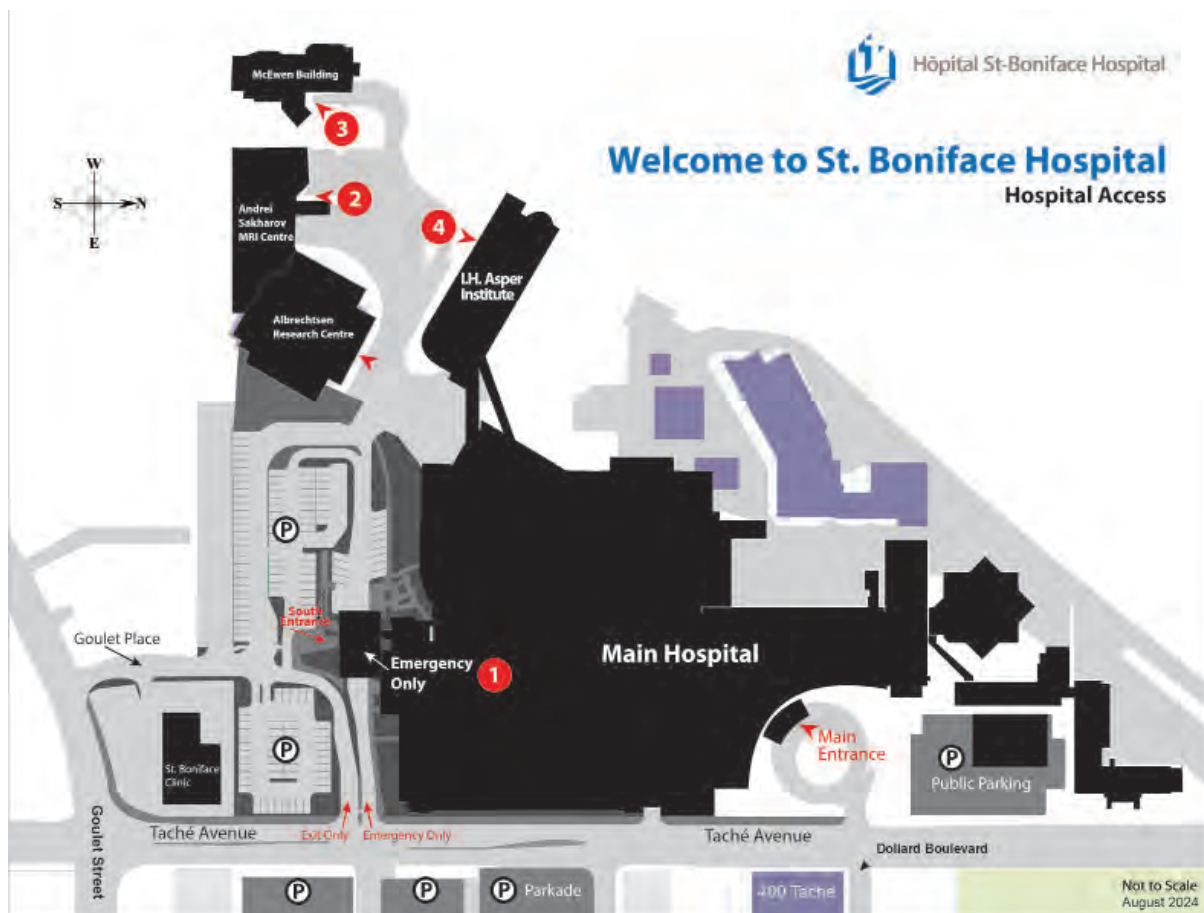 McEwen Building
3
Hôpital St-Boniface Hospital
Welcome to St. Boniface Hospital
Hospital Access
W
S
N
E
2
Andrei
Sakharov
MRI Centre
4
I.H. Asper
Institute
Albrechtsen
Research Centre
P
South
Entrance
Goulet Place
Emergency
Only
1
Main Hospital
Main
Entrance
P
St. Boniface
Clinic
P
Public Parking
Goulet Street
Taché Avenue
Exit Only
Emergency Only
Taché Avenue
Dollard Boulevard
P
P
P
Parkade
400 Taché
Not to Scale
August 2024